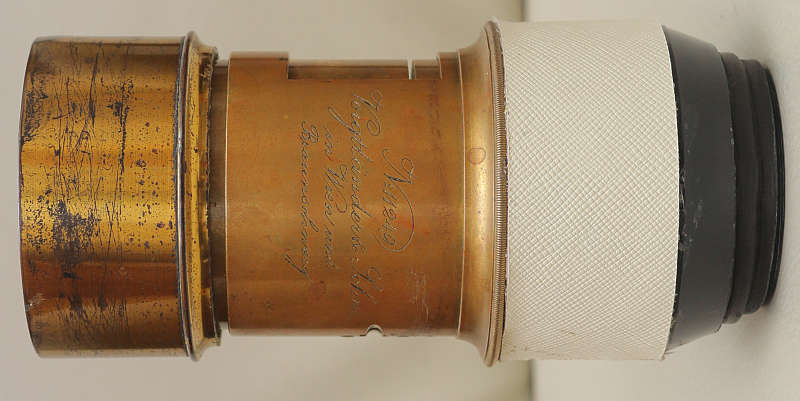 Voigtländer & Sohn
in Wien und
Braunschweig